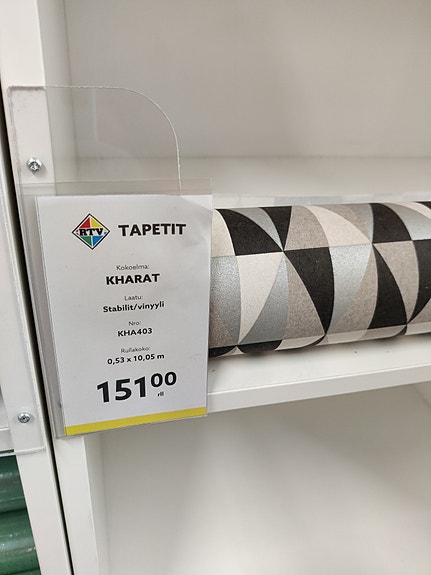 RTV TAPETIT
Kokoelma:
KHARAT
Laatu:
Stabilit/vinyyli
Nro:
KHA403
Rullakoko:
0,53 x 10,05 m
151 00
rll